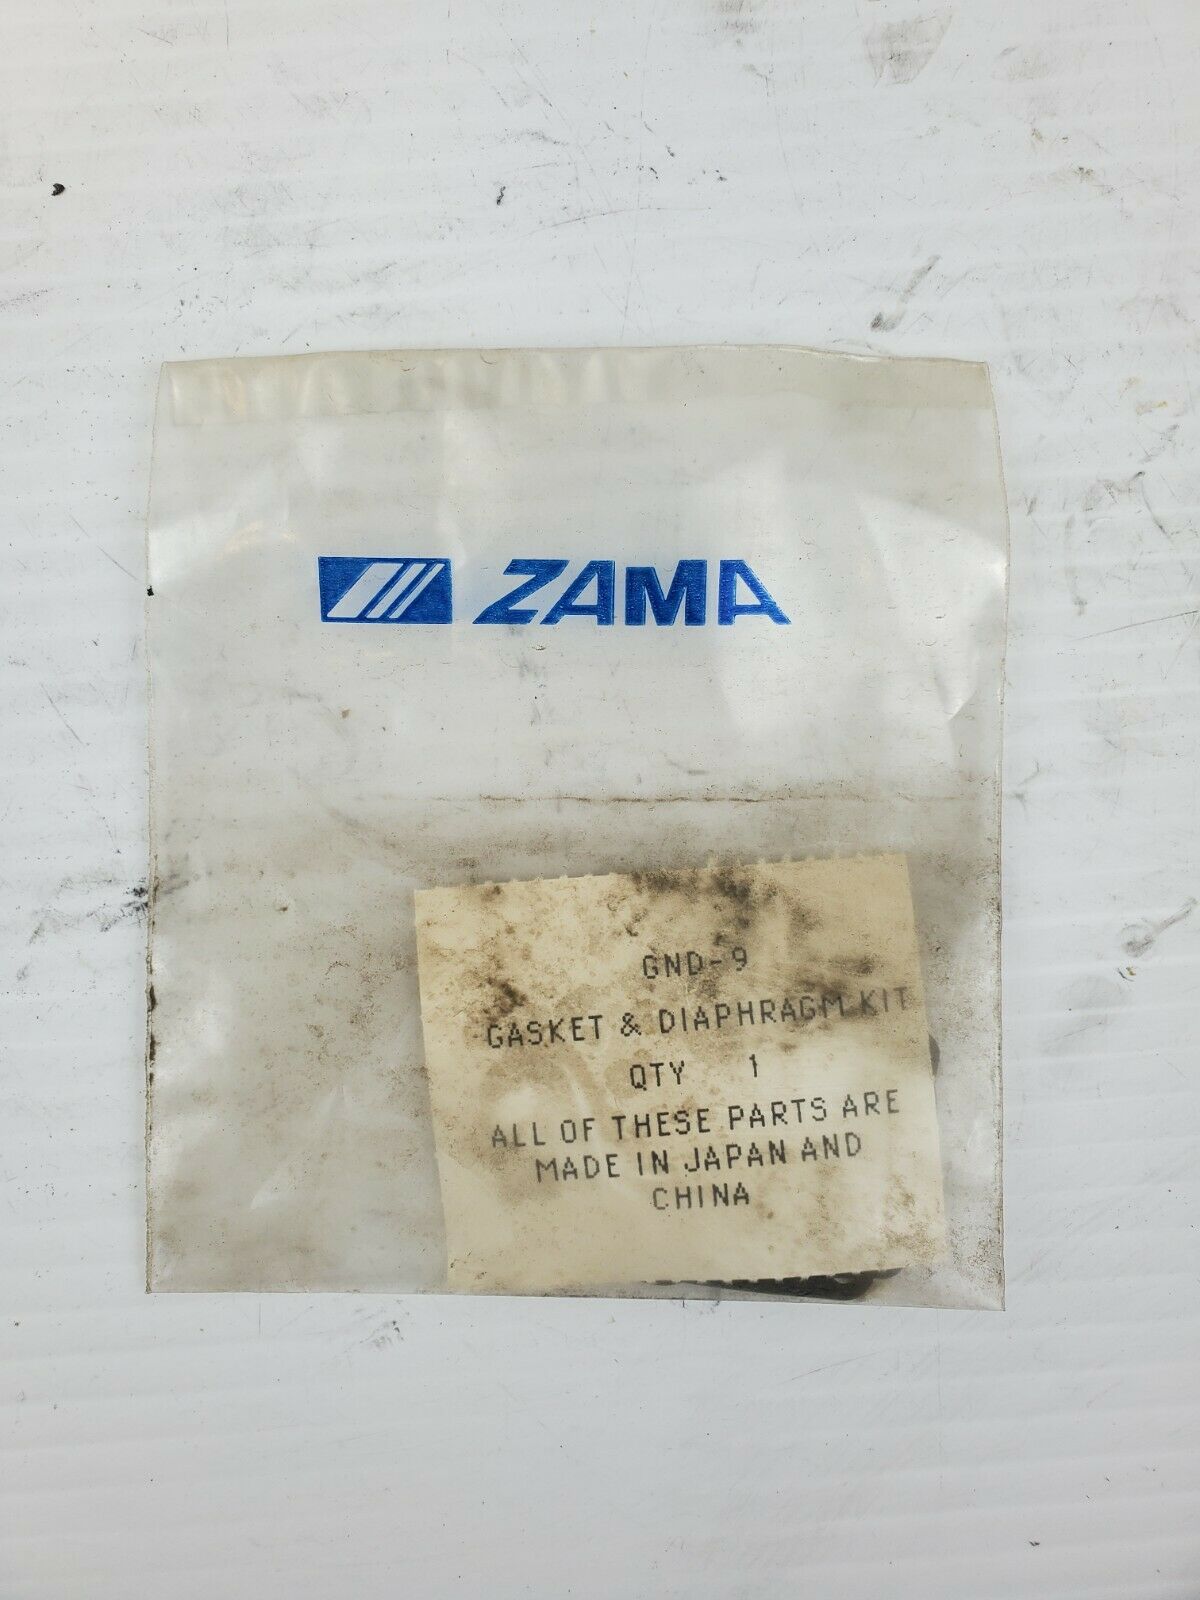 ZAMA
GND-9
GASKET & DIAPHRAGM KIT
QTY 1
ALL OF THESE PARTS ARE
MADE IN JAPAN AND
CHINA